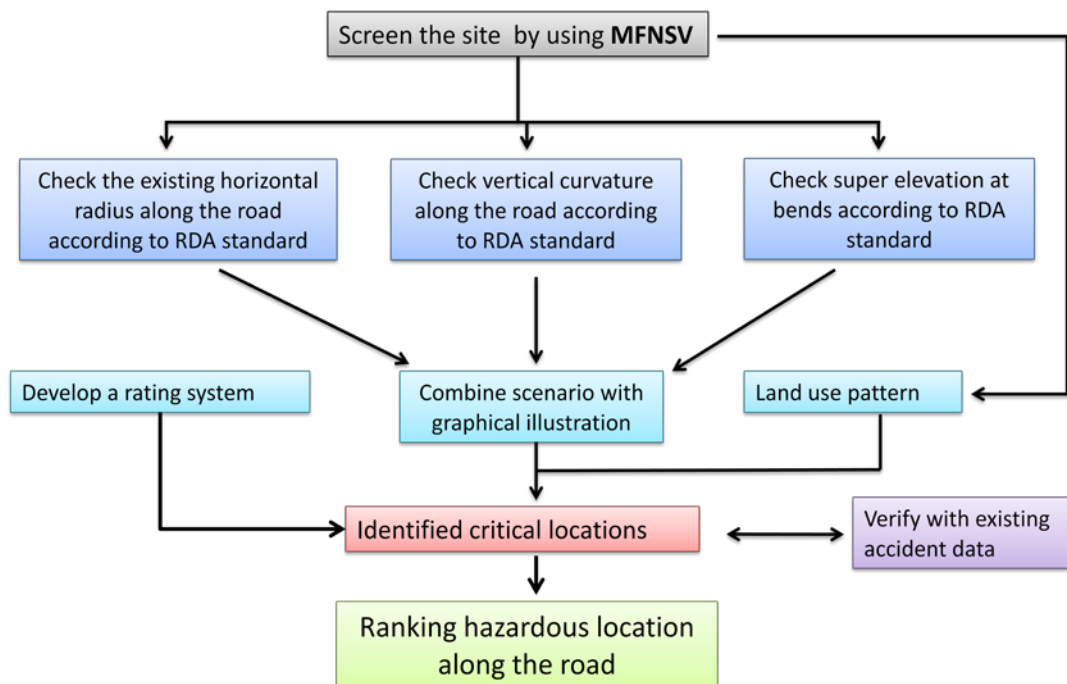 Screen the site by using MFNSV
Check the existing horizontal
radius along the road
according to RDA standard
Check vertical curvature
along the road according
to RDA standard
Check super elevation at
bends according to RDA
standard
Develop a rating system
Combine scenario with
graphical illustration
Land use pattern
Identified critical locations
Verify with existing
accident data
Ranking hazardous location
along the road